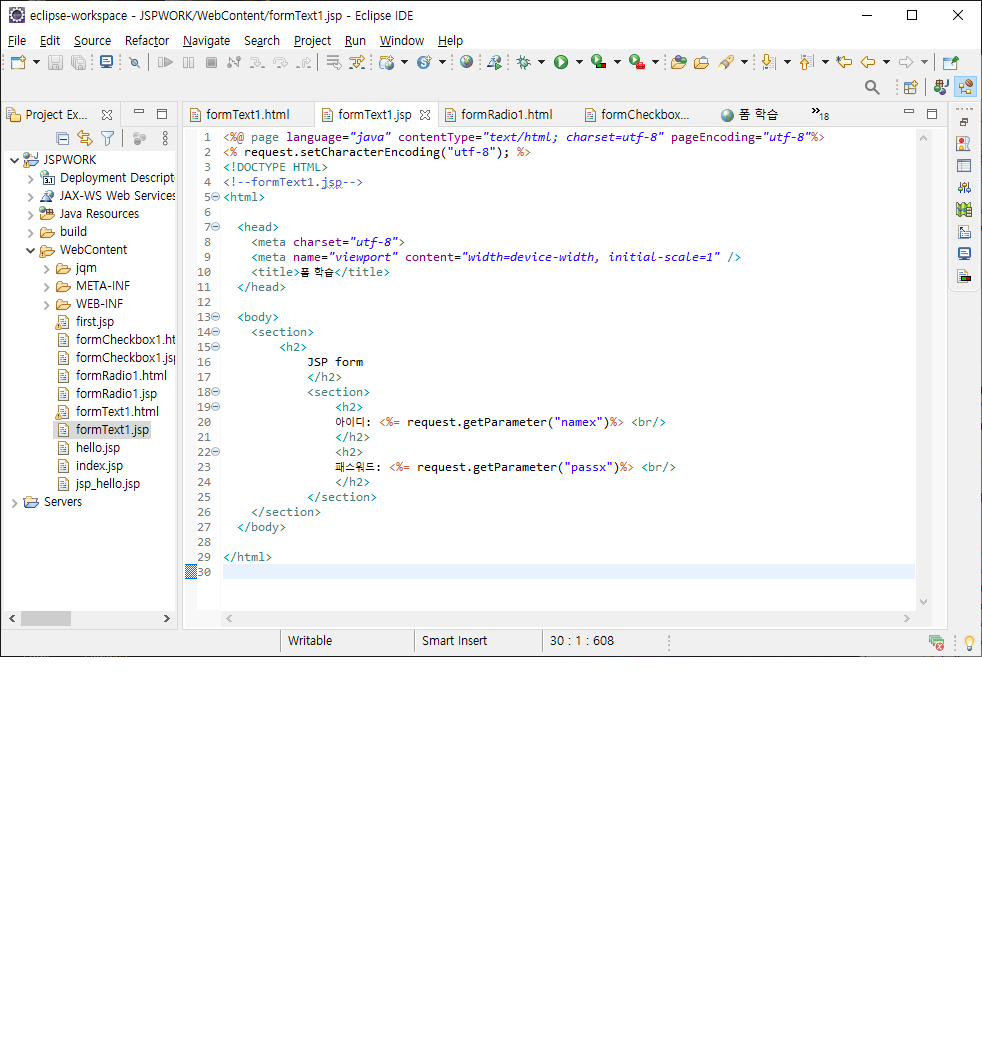 eclipse-workspace - JSPWORK/WebContent/formText1.jsp - Eclipse IDE
File Edit Source Refactor Navigate Search Project Run Window Help
Project Ex...
JSPWORK
Deployment Descript
JAX-WS Web Services
Java Resources
build
WebContent
jqm
META-INF
WEB-INF
first.jsp
formCheckbox1.ht
formCheckbox1.jsp
formRadio1.html
formRadio1.jsp
formText1.html
formText1.jsp
hello.jsp
index.jsp
jsp_hello.jsp
Servers
formText1.html formText1.jsp formRadio1.html formCheckbox... 폼 학습 »18
1 <%@ page language="java" contentType="text/html; charset=utf-8" pageEncoding="utf-8"%>
2 <% request.setCharacterEncoding("utf-8"); %>
3 <!DOCTYPE HTML>
4 <!--formText1.jsp-->
5 <html>
6
7 <head>
8 <meta charset="utf-8">
9 <meta name="viewport" content="width=device-width, initial-scale=1" />
10 <title>폼 학습</title>
11 </head>
12
13 <body>
14 <section>
15 <h2>
16 JSP form
17 </h2>
18 <section>
19 <h2>
20 아이디: <%= request.getParameter("namex")%> <br/>
21 </h2>
22 <h2>
23 패스워드: <%= request.getParameter("passx")%> <br/>
24 </h2>
25 </section>
26 </section>
27 </body>
28
29 </html>
30
Writable Smart Insert 30 : 1 : 608